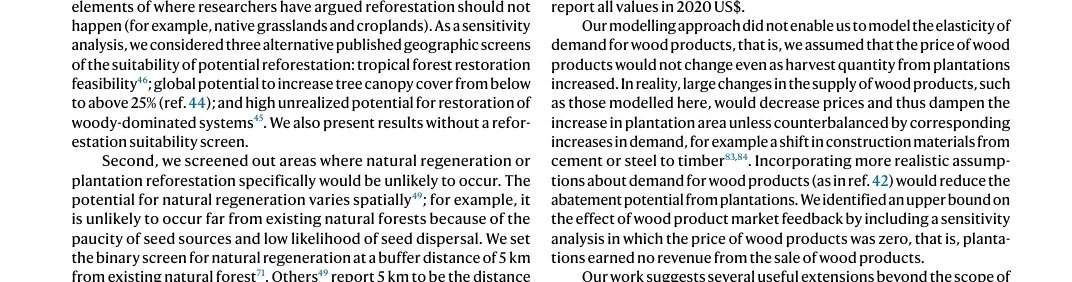 elements of where researchers have argued reforestation should not
happen (for example, native grasslands and croplands). As a sensitivity
analysis, we considered three alternative published geographic screens
of the suitability of potential reforestation: tropical forest restoration
feasibility46; global potential to increase tree canopy cover from below
to above 25% (ref. 44); and high unrealized potential for restoration of
woody-dominated systems45. We also present results without a refor-
estation suitability screen.
Second, we screened out areas where natural regeneration or
plantation reforestation specifically would be unlikely to occur. The
potential for natural regeneration varies spatially49; for example, it
is unlikely to occur far from existing natural forests because of the
paucity of seed sources and low likelihood of seed dispersal. We set
the binary screen for natural regeneration at a buffer distance of 5 km
from existing natural forest71. Others49 report 5 km to be the distance
report all values in 2020 US$.
Our modelling approach did not enable us to model the elasticity of
demand for wood products, that is, we assumed that the price of wood
products would not change even as harvest quantity from plantations
increased. In reality, large changes in the supply of wood products, such
as those modelled here, would decrease prices and thus dampen the
increase in plantation area unless counterbalanced by corresponding
increases in demand, for example a shift in construction materials from
cement or steel to timber83,84. Incorporating more realistic assump-
tions about demand for wood products (as in ref. 42) would reduce the
abatement potential from plantations. We identified an upper bound on
the effect of wood product market feedback by including a sensitivity
analysis in which the price of wood products was zero, that is, planta-
tions earned no revenue from the sale of wood products.
Our work suggests several useful extensions beyond the scope of